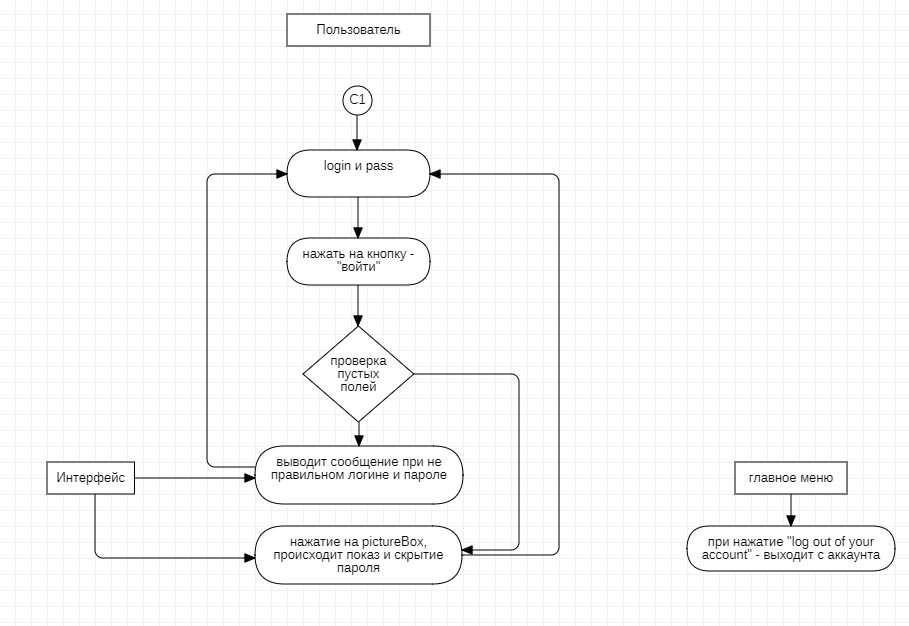 Пользователь
C1
login и pass
нажать на кнопку -
"войти"
проверка
пустых
полей
выводит сообщение при не
правильном логине и пароле
Интерфейс
главное меню
нажатие на pictureBox,
происходит показ и скрытие
пароля
при нажатие "log out of your
account" - выходит с аккаунта